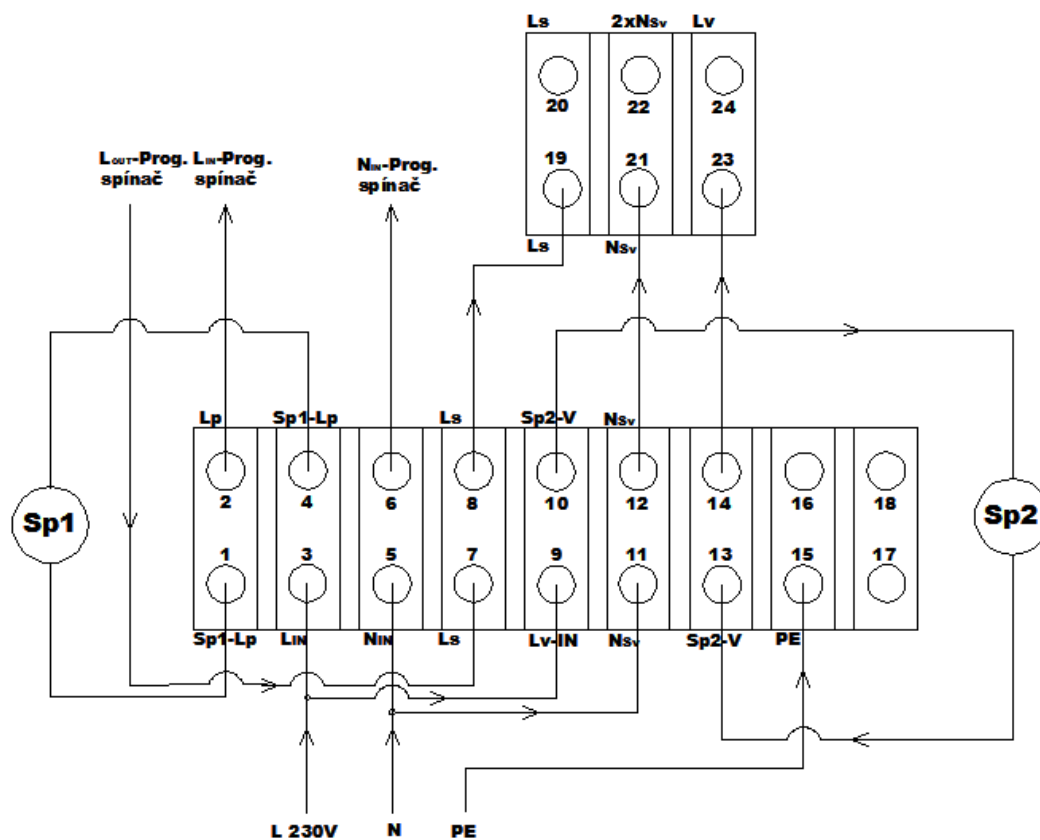 Ls 2xNSv Lv
20 22 24
19 21 23
Ls NSv
LOUT-Prog. spínač
LIN-Prog. spínač
NIN-Prog. spínač
Lp Sp1-Lp Ls Sp2-V NSv
2 4 6 8 10 12 14 16 18
Sp1
Sp2
1 3 5 7 9 11 13 15 17
Sp1-Lp LIN NIN Ls Lv-IN NSv Sp2-V PE
L 230V N PE